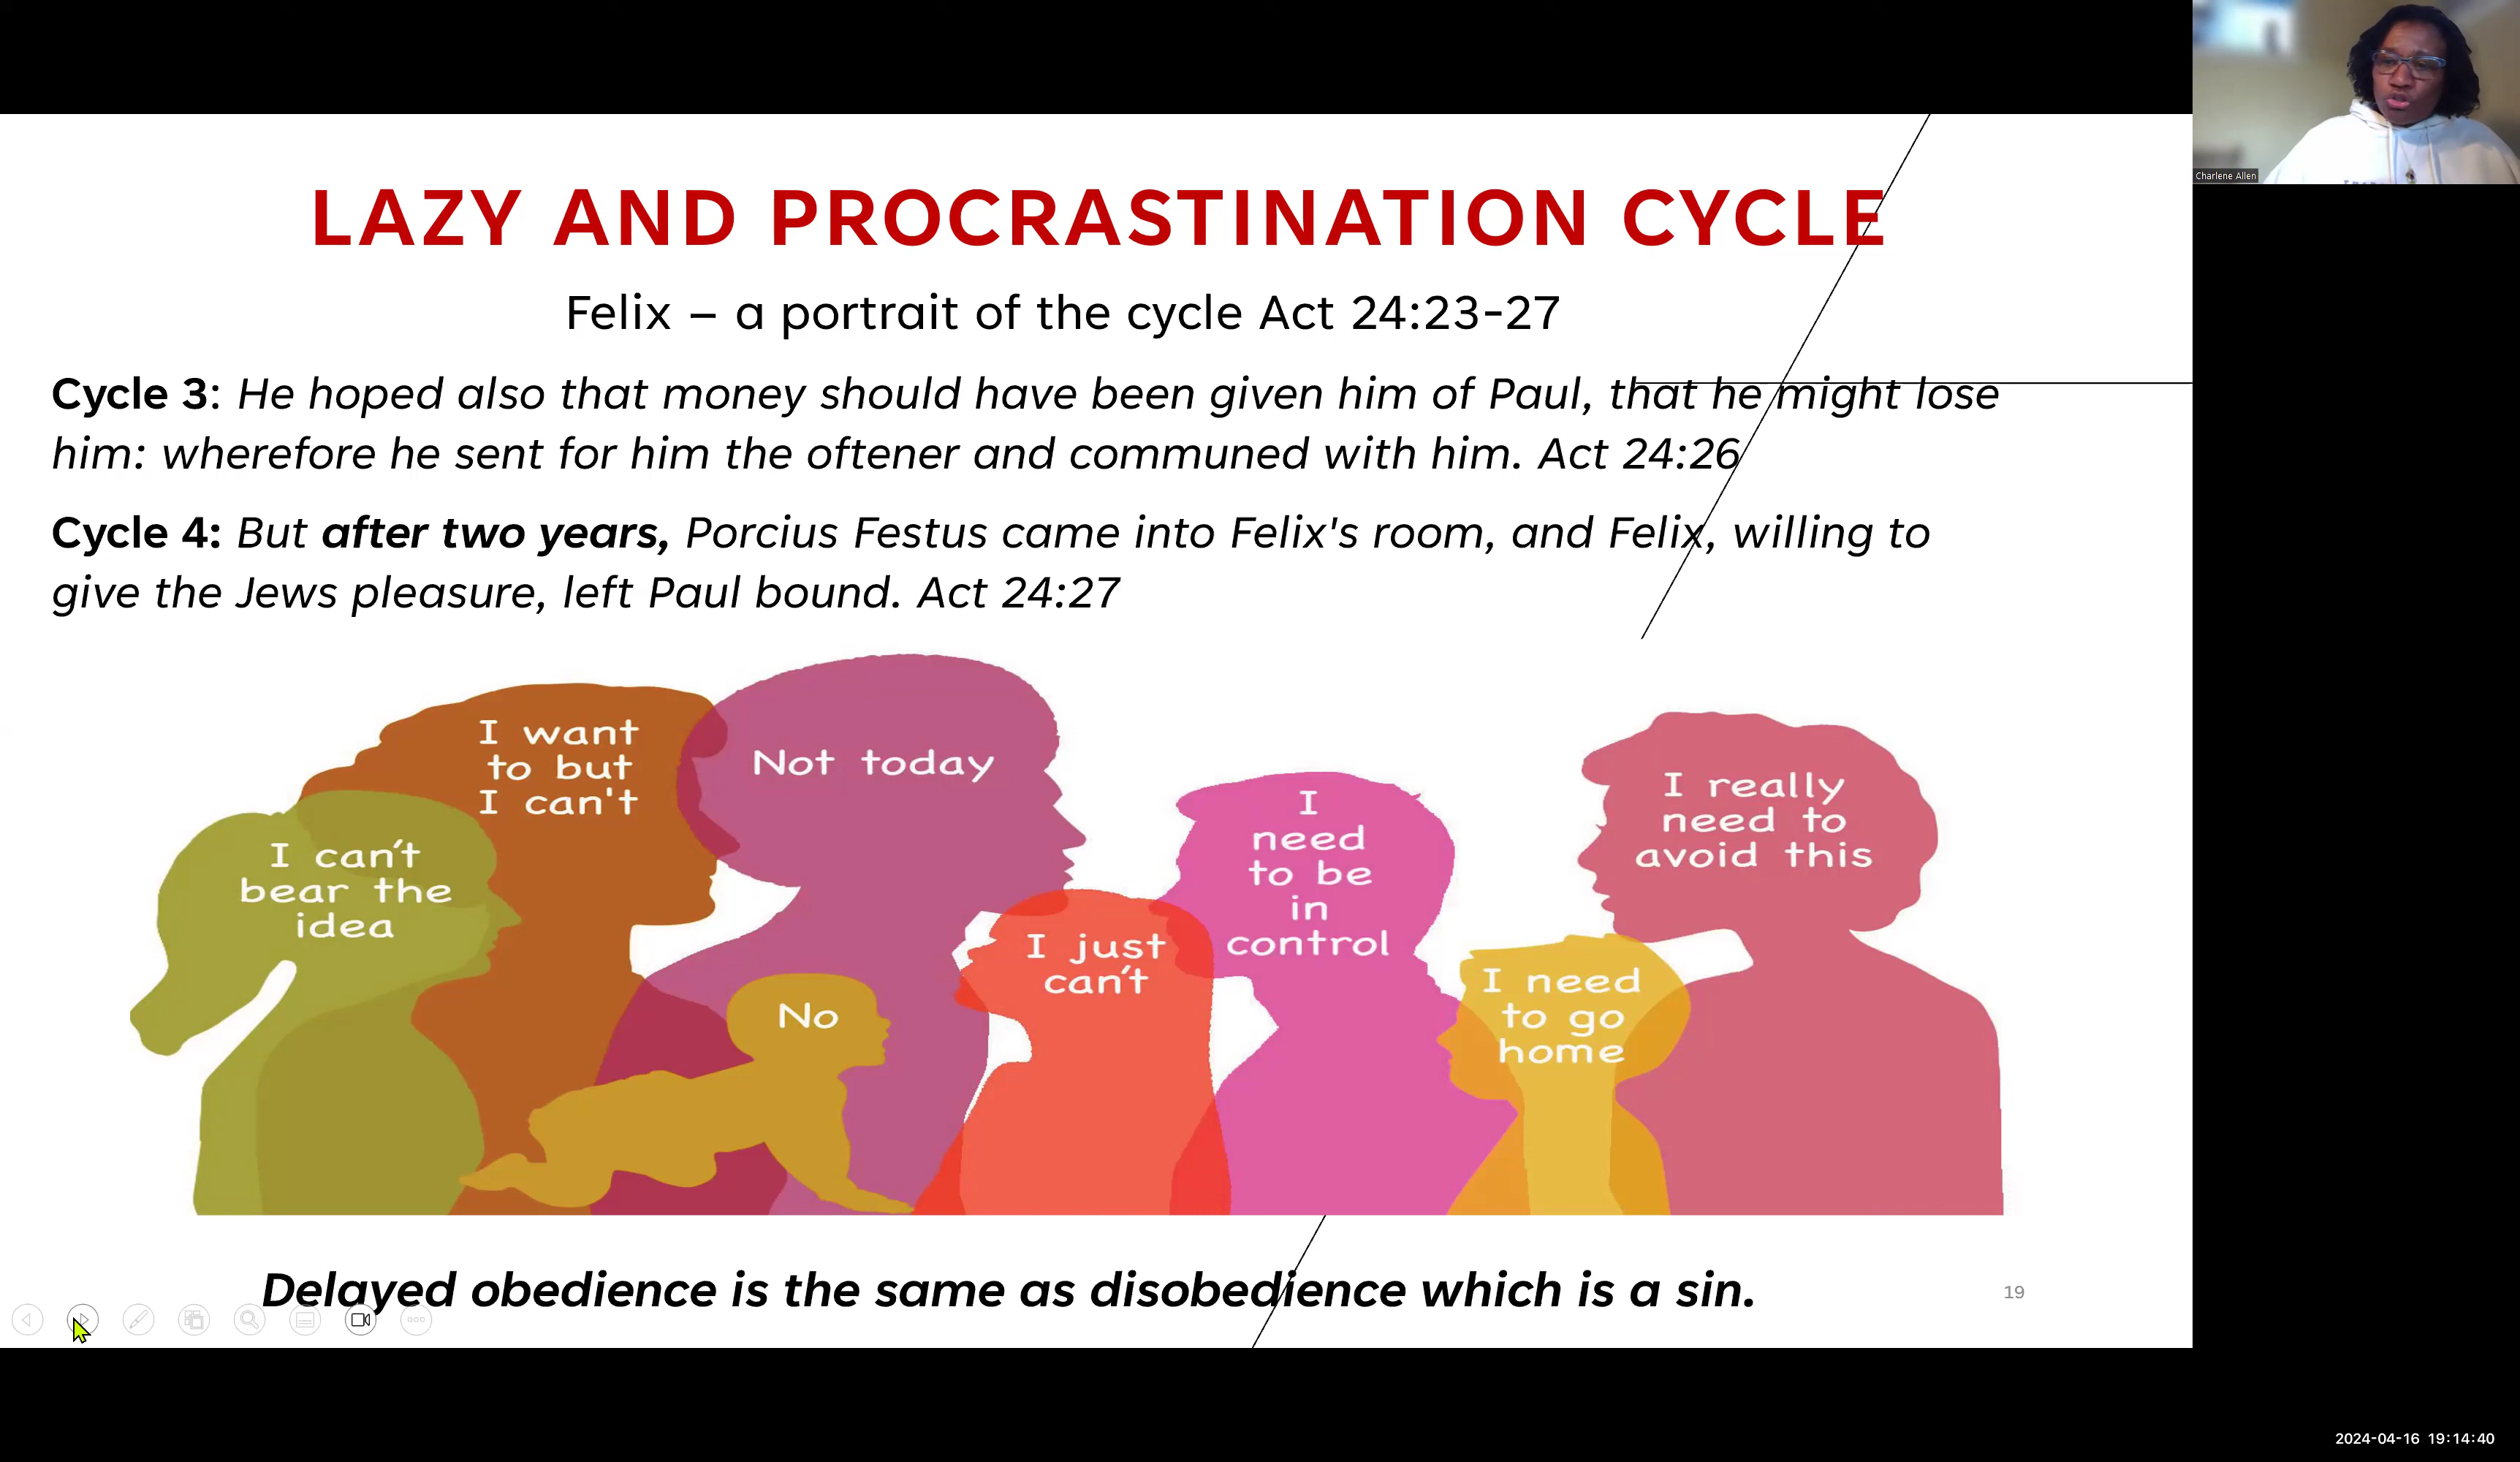 LAZY AND PROCRASTINATION CYCLE
Felix – a portrait of the cycle Act 24:23-27
Cycle 3: He hoped also that money should have been given him of Paul, that he might lose
him: wherefore he sent for him the oftener and communed with him. Act 24:26
Cycle 4: But after two years, Porcius Festus came into Felix's room, and Felix, willing to
give the Jews pleasure, left Paul bound. Act 24:27
I can't
bear the
idea
I want
to but
I can't
Not today
No
I just
can't
I
need
to be
in
control
I need
to go
home
I really
need to
avoid this
Delayed obedience is the same as disobedience which is a sin.
19
Charlene Allen
2024-04-16 19:14:40